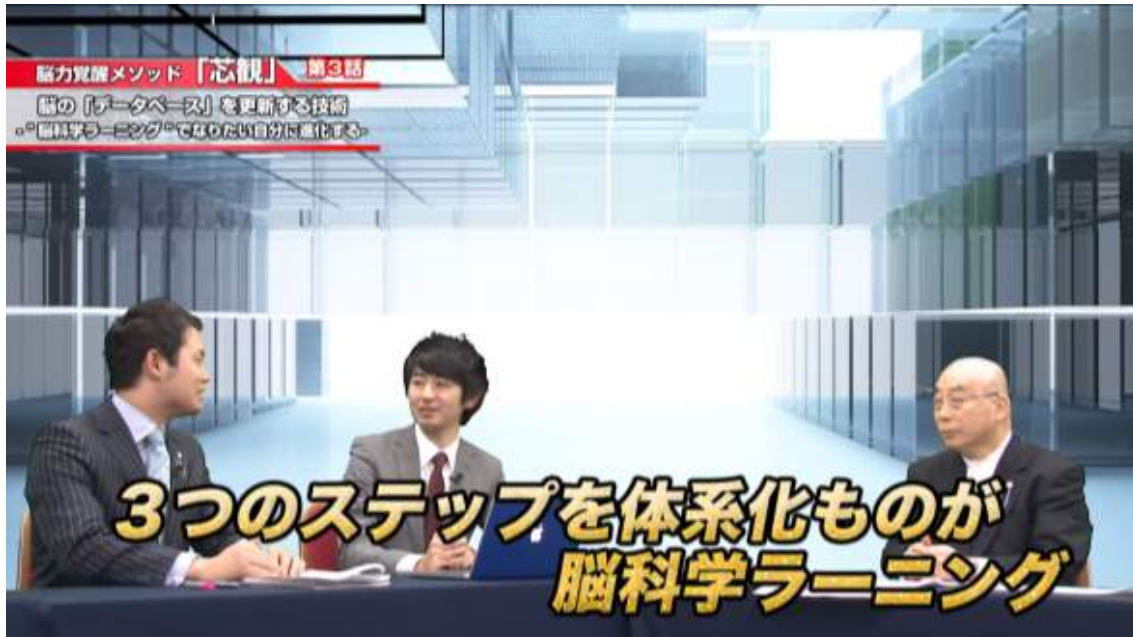 脳力覚醒メソッド「芯観」 第3話
脳の「データベース」を更新する技術
-“脳科学ラーニング”でなりたい自分に進化する-
3つのステップを体系化ものが
脳科学ラーニング